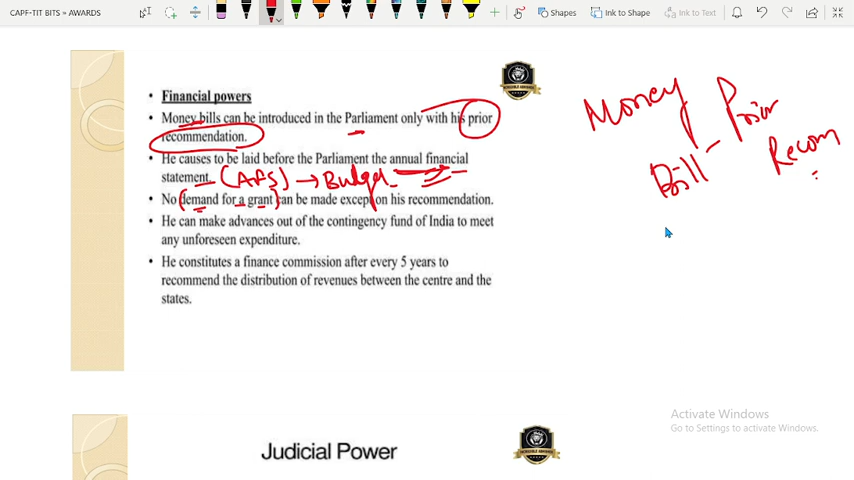 CAPF-TIT BITS » AWARDS
Shapes
Ink to Shape
Ink to Text
Financial powers
Money bills can be introduced in the Parliament only with his prior
recommendation.
He causes to be laid before the Parliament the annual financial
statement. (AFS) → Budget
No demand for a grant can be made except on his recommendation.
He can make advances out of the contingency fund of India to meet
any unforeseen expenditure.
He constitutes a finance commission after every 5 years to
recommend the distribution of revenues between the centre and the
states.
Money
Bill - Prior
Recom
Judicial Power
Activate Windows
Go to Settings to activate Windows.